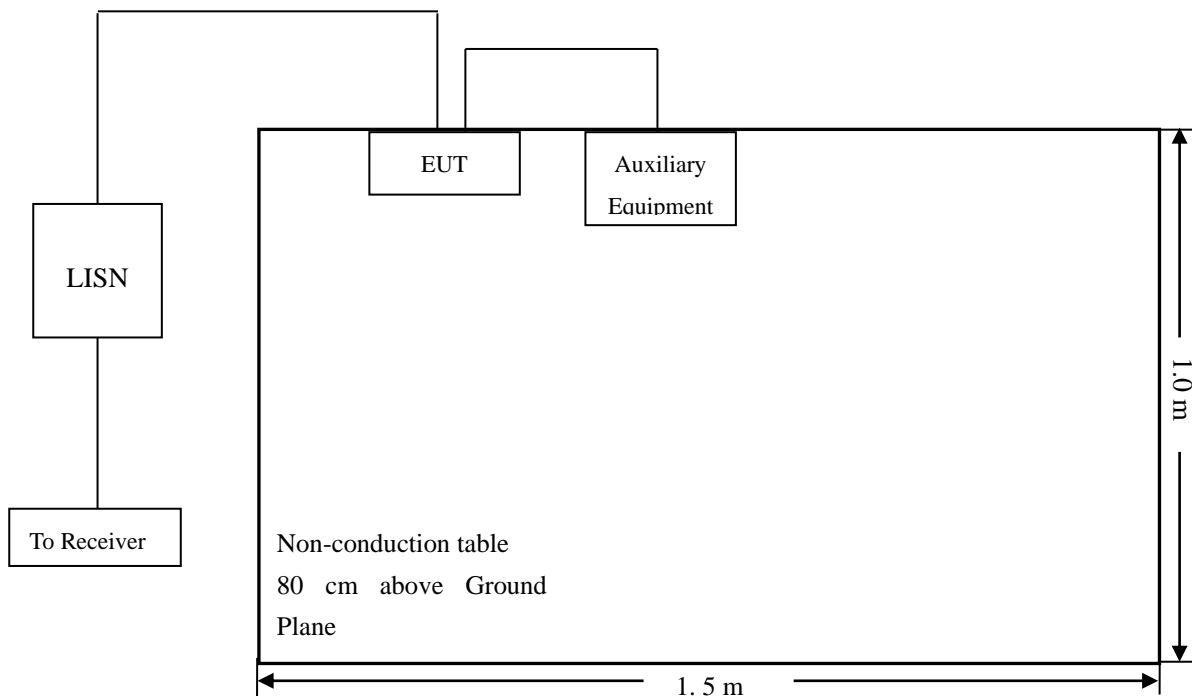 EUT
Auxiliary
Equipment
LISN
To Receiver
1.0 m
Non-conduction table
80 cm above Ground
Plane
1. 5 m